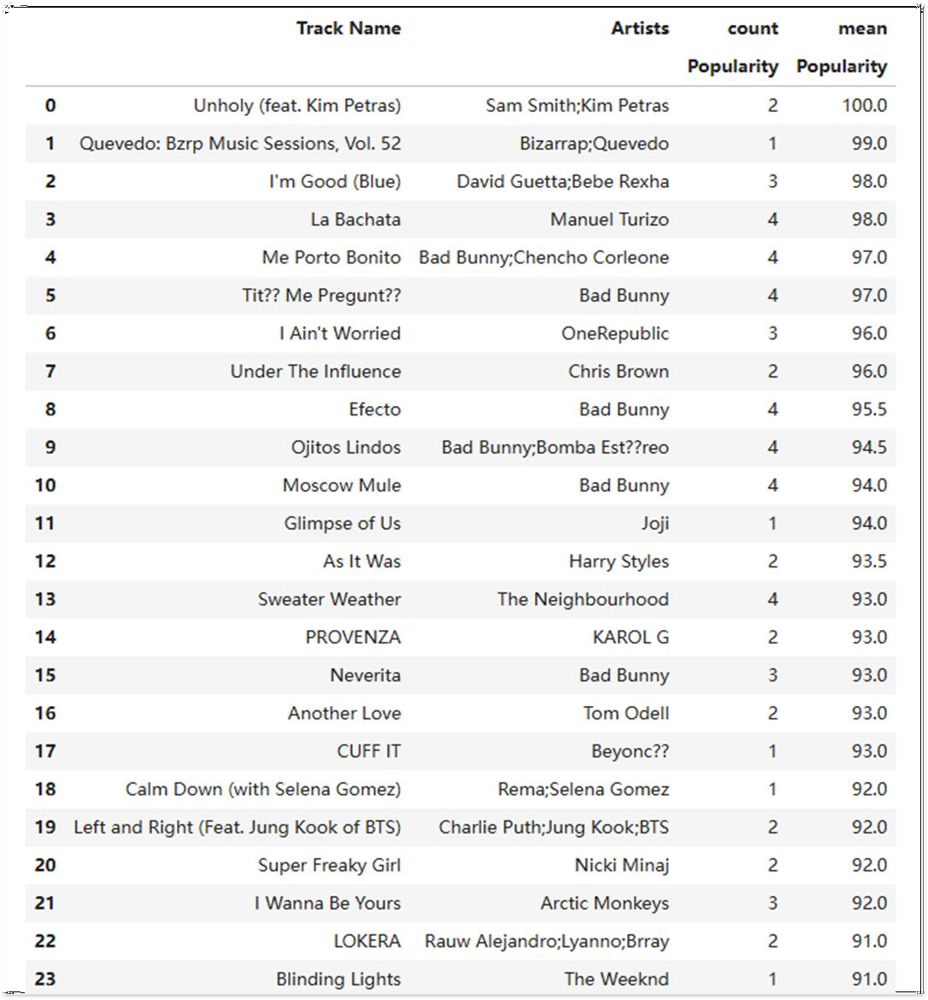 Track Name Artists count mean
Popularity Popularity
0 Unholy (feat. Kim Petras) Sam Smith;Kim Petras 2 100.0
1 Quevedo: Bzrp Music Sessions, Vol. 52 Bizarrap;Quevedo 1 99.0
2 I'm Good (Blue) David Guetta;Bebe Rexha 3 98.0
3 La Bachata Manuel Turizo 4 98.0
4 Me Porto Bonito Bad Bunny;Chencho Corleone 4 97.0
5 Tit?? Me Pregunt?? Bad Bunny 4 97.0
6 I Ain't Worried OneRepublic 3 96.0
7 Under The Influence Chris Brown 2 96.0
8 Efecto Bad Bunny 4 95.5
9 Ojitos Lindos Bad Bunny;Bomba Est??reo 4 94.5
10 Moscow Mule Bad Bunny 4 94.0
11 Glimpse of Us Joji 1 94.0
12 As It Was Harry Styles 2 93.5
13 Sweater Weather The Neighbourhood 4 93.0
14 PROVENZA KAROL G 2 93.0
15 Neverita Bad Bunny 3 93.0
16 Another Love Tom Odell 2 93.0
17 CUFF IT Beyonc?? 1 93.0
18 Calm Down (with Selena Gomez) Rema;Selena Gomez 1 92.0
19 Left and Right (Feat. Jung Kook of BTS) Charlie Puth;Jung Kook;BTS 2 92.0
20 Super Freaky Girl Nicki Minaj 2 92.0
21 I Wanna Be Yours Arctic Monkeys 3 92.0
22 LOKERA Rauw Alejandro;Lyanno;Brray 2 91.0
23 Blinding Lights The Weeknd 1 91.0